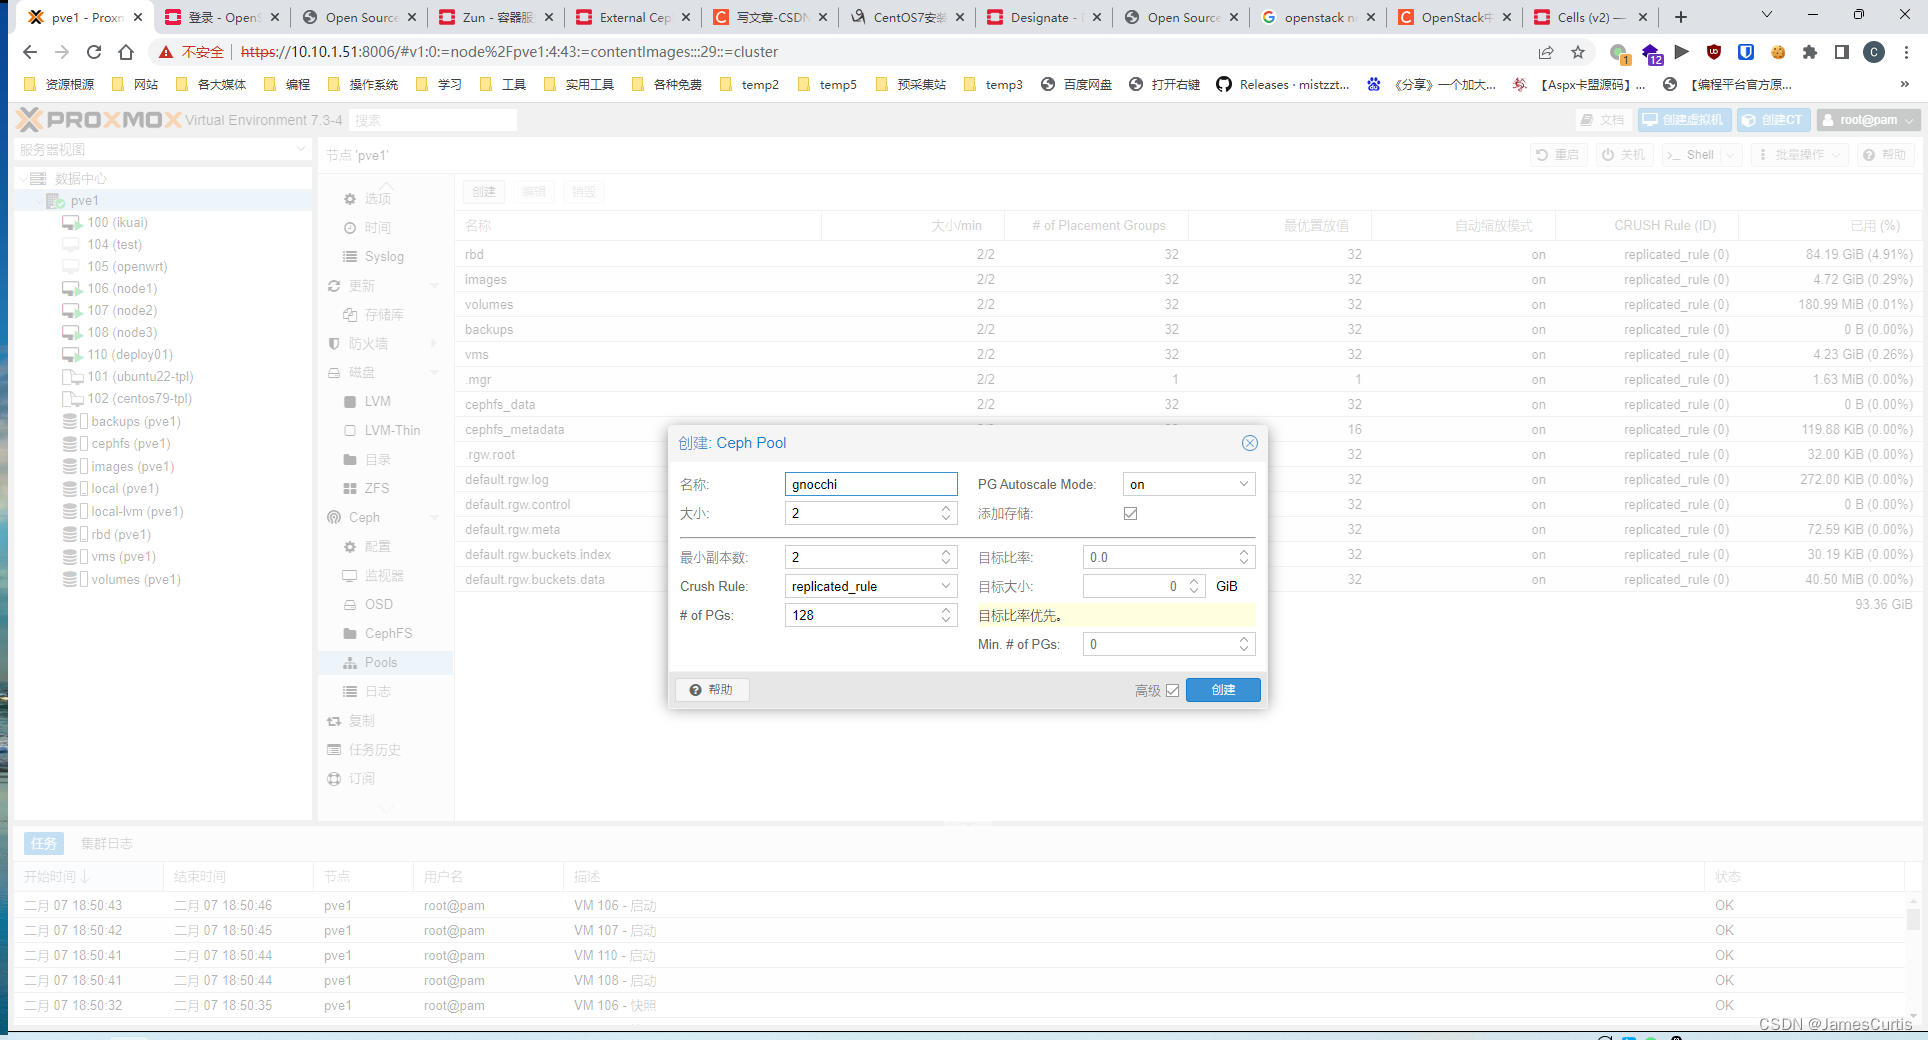 pve1 - Proxm
登录 - OpenS
Open Source
Zun - 容器服
External Cep
写文章-CSDN
CentOS7安装
Designate -
Open Source
openstack n
OpenStack中
Cells (v2) —
不安全
https://10.10.1.51:8006/#v1:0:=node%2Fpve1:4:43:=contentImages:::29::=cluster
1
12
C
资源根源
网站
各大媒体
编程
操作系统
学习
工具
实用工具
各种免费
temp2
temp5
预采集站
temp3
百度网盘
打开右键
Releases · mistzzt...
《分享》一个加大...
【Aspx卡盟源码】...
【编程平台官方原...
»
PROXMOX Virtual Environment 7.3-4
搜索
文档
创建虚拟机
创建CT
root@pam
服务器视图
节点 'pve1'
重启
关机
Shell
批量操作
帮助
数据中心
pve1
100 (ikuai)
104 (test)
105 (openwrt)
106 (node1)
107 (node2)
108 (node3)
110 (deploy01)
101 (ubuntu22-tpl)
102 (centos79-tpl)
backups (pve1)
cephfs (pve1)
images (pve1)
local (pve1)
local-lvm (pve1)
rbd (pve1)
vms (pve1)
volumes (pve1)
选项
时间
Syslog
更新
存储库
防火墙
磁盘
LVM
LVM-Thin
目录
ZFS
Ceph
配置
监视器
OSD
CephFS
Pools
日志
复制
任务历史
订阅
创建 编辑 销毁
名称 大小/min # of Placement Groups 最优置放值 自动缩放模式 CRUSH Rule (ID) 已用 (%)
rbd 2/2 32 32 on replicated_rule (0) 84.19 GiB (4.91%)
images 2/2 32 32 on replicated_rule (0) 4.72 GiB (0.29%)
volumes 2/2 32 32 on replicated_rule (0) 180.99 MiB (0.01%)
backups 2/2 32 32 on replicated_rule (0) 0 B (0.00%)
vms 2/2 32 32 on replicated_rule (0) 4.23 GiB (0.26%)
.mgr 2/2 1 1 on replicated_rule (0) 1.63 MiB (0.00%)
cephfs_data 2/2 32 32 on replicated_rule (0) 0 B (0.00%)
cephfs_metadata 16 on replicated_rule (0) 119.88 KiB (0.00%)
.rgw.root 32 on replicated_rule (0) 32.00 KiB (0.00%)
default.rgw.log 32 on replicated_rule (0) 272.00 KiB (0.00%)
default.rgw.control 32 on replicated_rule (0) 0 B (0.00%)
default.rgw.meta 32 on replicated_rule (0) 72.59 KiB (0.00%)
default.rgw.buckets.index 32 on replicated_rule (0) 30.19 KiB (0.00%)
default.rgw.buckets.data 32 on replicated_rule (0) 40.50 MiB (0.00%)
93.36 GiB
创建: Ceph Pool
名称: gnocchi PG Autoscale Mode: on
大小: 2 添加存储:
最小副本数: 2 目标比率: 0.0
Crush Rule: replicated_rule 目标大小: 0 GiB
# of PGs: 128 目标比率优先。
Min. # of PGs: 0
帮助 高级 创建
任务 集群日志
开始时间↓ 结束时间 节点 用户名 描述 状态
二月 07 18:50:43 二月 07 18:50:46 pve1 root@pam VM 106 - 启动 OK
二月 07 18:50:42 二月 07 18:50:45 pve1 root@pam VM 107 - 启动 OK
二月 07 18:50:41 二月 07 18:50:44 pve1 root@pam VM 110 - 启动 OK
二月 07 18:50:41 二月 07 18:50:44 pve1 root@pam VM 108 - 启动 OK
二月 07 18:50:32 二月 07 18:50:35 pve1 root@pam VM 106 - 快照 OK
CSDN @JamesCurtis